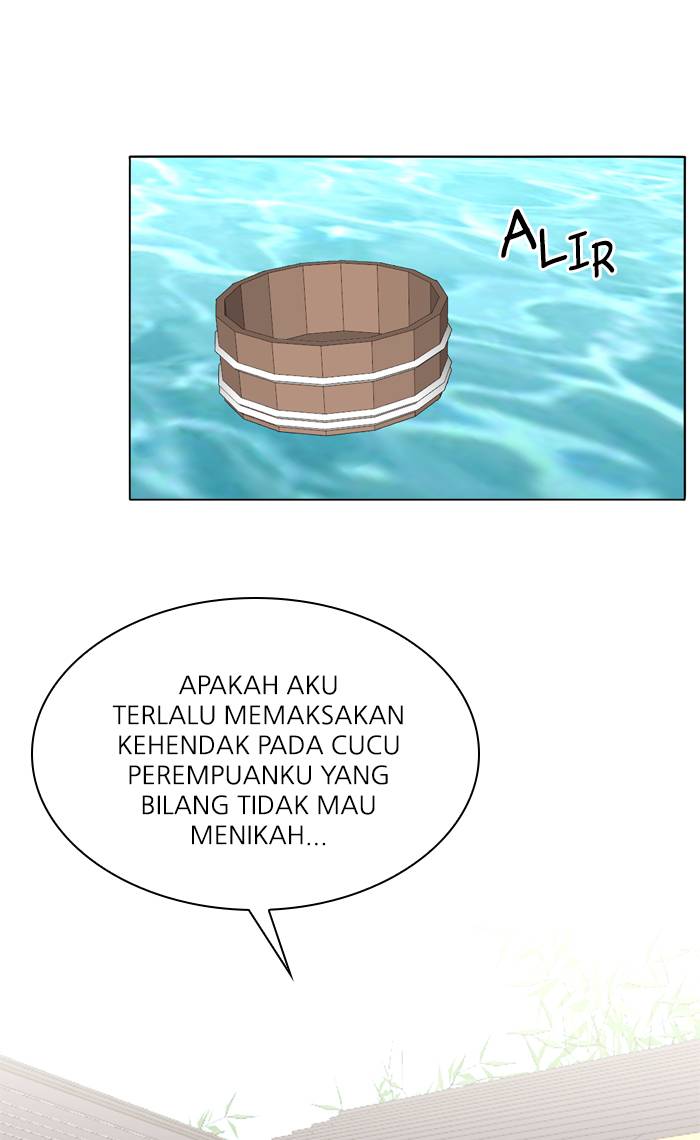 ALIR
APAKAH AKU
TERLALU MEMAKSAKAN
KEHENDAK PADA CUCU
PEREMPUANKU YANG
BILANG TIDAK MAU
MENIKAH...